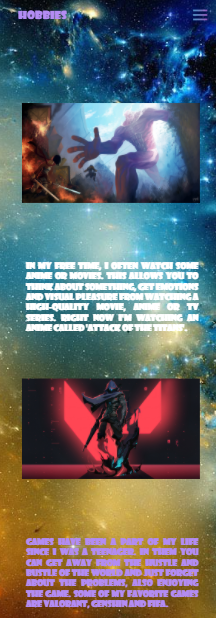 HOBBIES
IN MY FREE TIME, I OFTEN WATCH SOME
ANIME OR MOVIES. THIS ALLOWS YOU TO
THINK ABOUT SOMETHING, GET EMOTIONS
AND VISUAL PLEASURE FROM WATCHING A
HIGH-QUALITY MOVIE, ANIME OR TV
SERIES. RIGHT NOW I'M WATCHING AN
ANIME CALLED 'ATTACK OF THE TITANS'.
GAMES HAVE BEEN A PART OF MY LIFE
SINCE I WAS A TEENAGER. IN THEM YOU
CAN GET AWAY FROM THE HUSTLE AND
BUSTLE OF THE WORLD AND JUST FORGET
ABOUT THE PROBLEMS, ALSO ENJOYING
THE GAME. SOME OF MY FAVORITE GAMES
ARE VALORANT, GENSHIN AND FIFA.